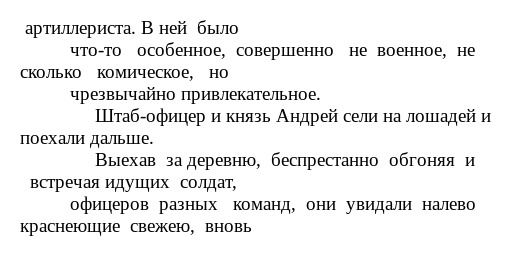 артиллериста. В ней было
что-то особенное, совершенно не военное, не
сколько комическое, но
чрезвычайно привлекательное.
Штаб-офицер и князь Андрей сели на лошадей и
поехали дальше.
Выехав за деревню, беспрестанно обгоняя и
встречая идущих солдат,
офицеров разных команд, они увидали налево
краснеющие свежею, вновь